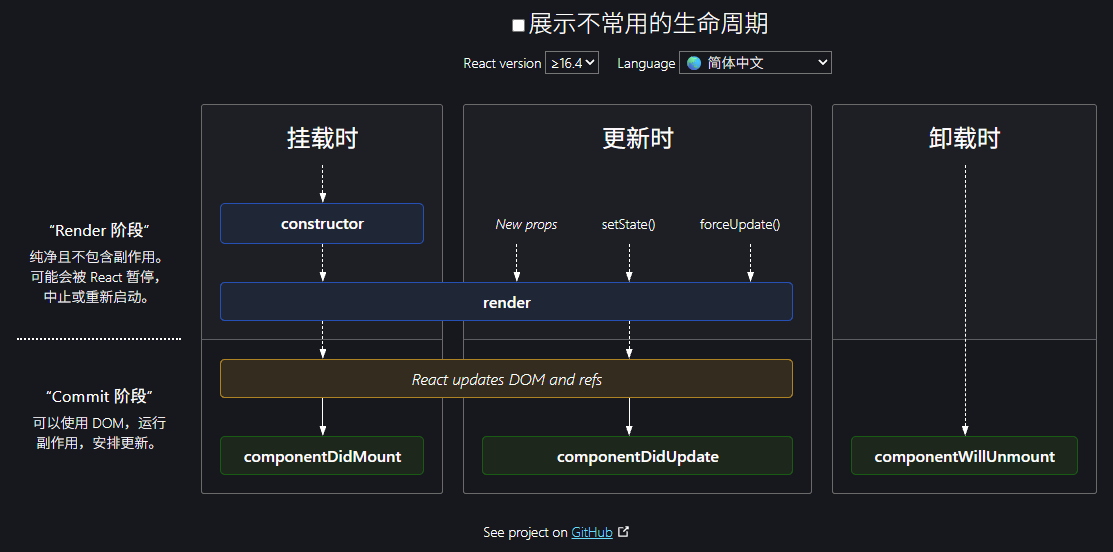 展示不常用的生命周期
React version ≥16.4 Language 简体中文
挂载时 更新时 卸载时
“Render 阶段”
纯净且不包含副作用。
可能会被 React 暂停，
中止或重新启动。
constructor
New props setState() forceUpdate()
render
React updates DOM and refs
“Commit 阶段”
可以使用 DOM，运行
副作用，安排更新。
componentDidMount componentDidUpdate componentWillUnmount
See project on GitHub